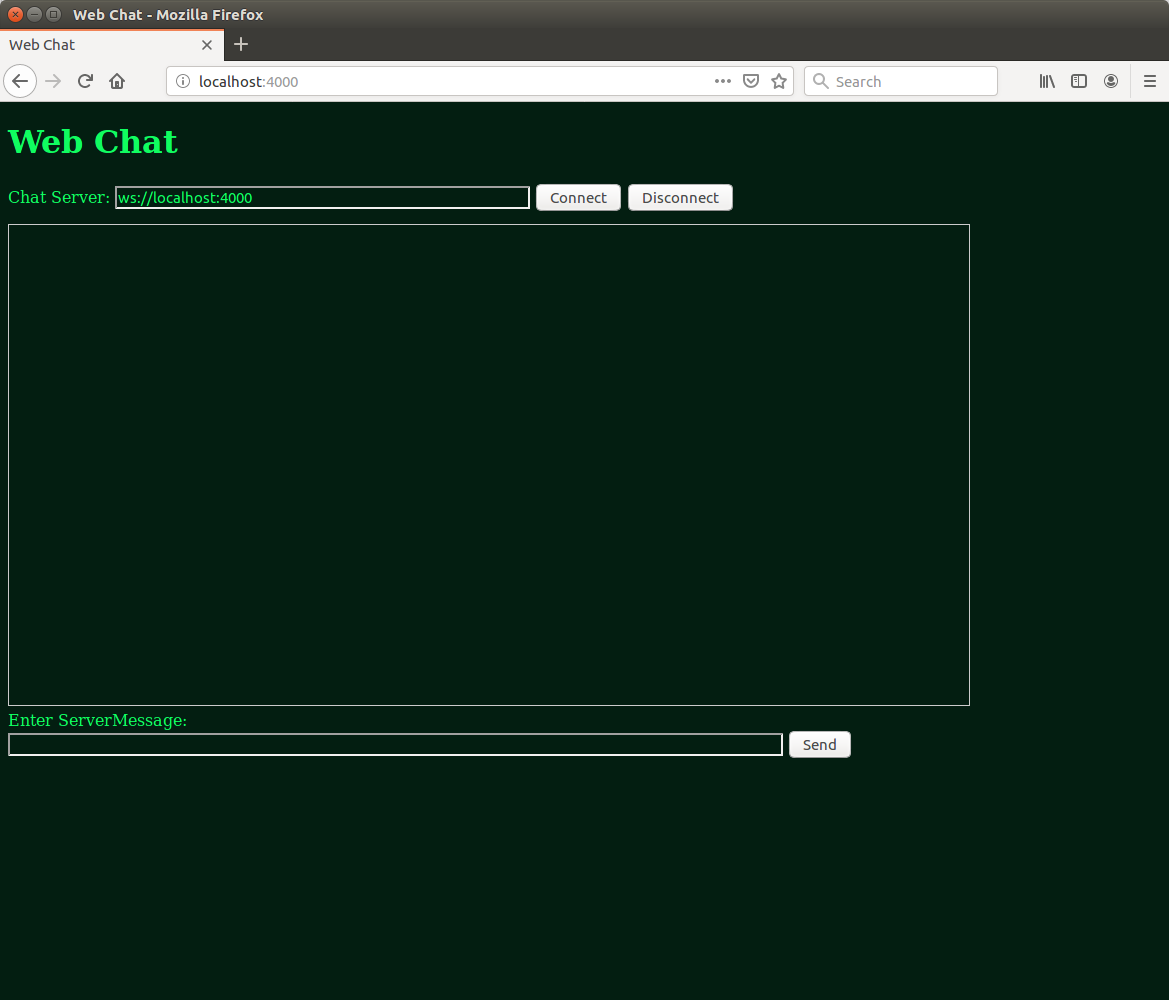 Web Chat - Mozilla Firefox
Web Chat
localhost:4000
Search
Web Chat
Chat Server: ws://localhost:4000 Connect Disconnect
Enter ServerMessage:
Send